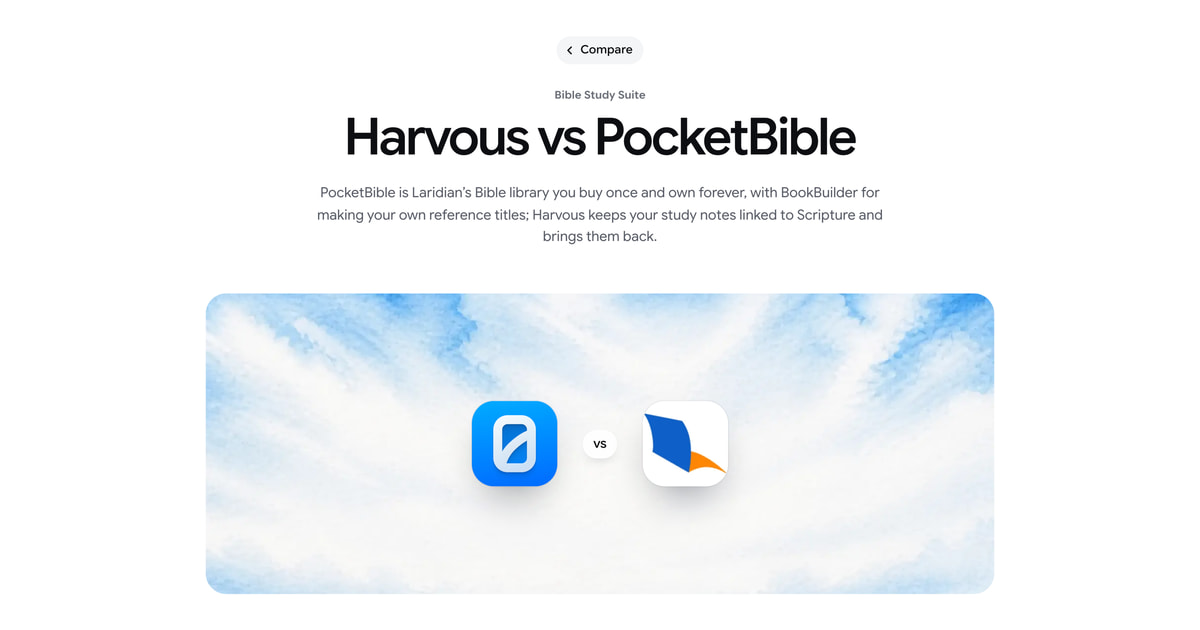 Compare
Bible Study Suite
Harvous vs PocketBible
PocketBible is Laridian’s Bible library you buy once and own forever, with BookBuilder for
making your own reference titles; Harvous keeps your study notes linked to Scripture and
brings them back.
VS